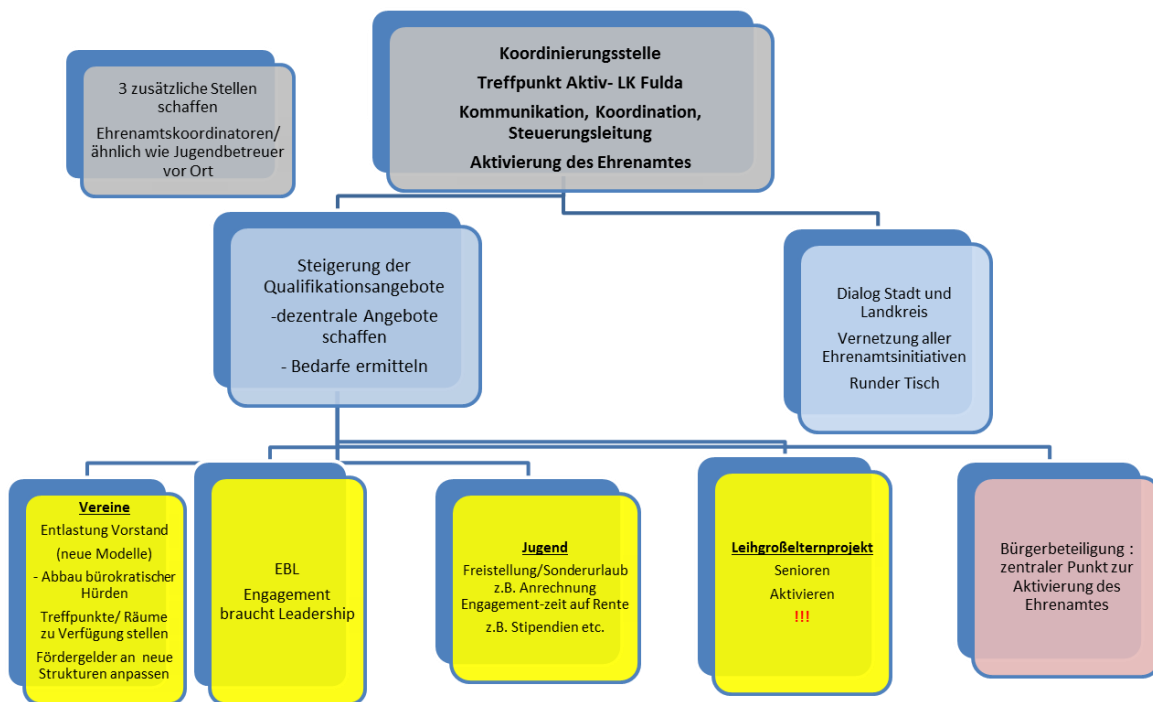 3 zusätzliche Stellen
schaffen
Ehrenamtskoordinatoren/
ähnlich wie Jugendbetreuer
vor Ort
Koordinierungsstelle
Treffpunkt Aktiv- LK Fulda
Kommunikation, Koordination,
Steuerungsleitung
Aktivierung des Ehrenamtes
Steigerung der
Qualifikationsangebote
-dezentrale Angebote
schaffen
- Bedarfe ermitteln
Dialog Stadt und
Landkreis
Vernetzung aller
Ehrenamtsinitiativen
Runder Tisch
Vereine
Entlastung Vorstand
(neue Modelle)
- Abbau bürokratischer
Hürden
Treffpunkte/ Räume
zu Verfügung stellen
Fördergelder an neue
Strukturen anpassen
EBL
Engagement
braucht Leadership
Jugend
Freistellung/Sonderurlaub
z.B. Anrechnung
Engagement-zeit auf Rente
z.B. Stipendien etc.
Leihgroßelternprojekt
Senioren
Aktivieren
!!!
Bürgerbeteiligung :
zentraler Punkt zur
Aktivierung des
Ehrenamtes